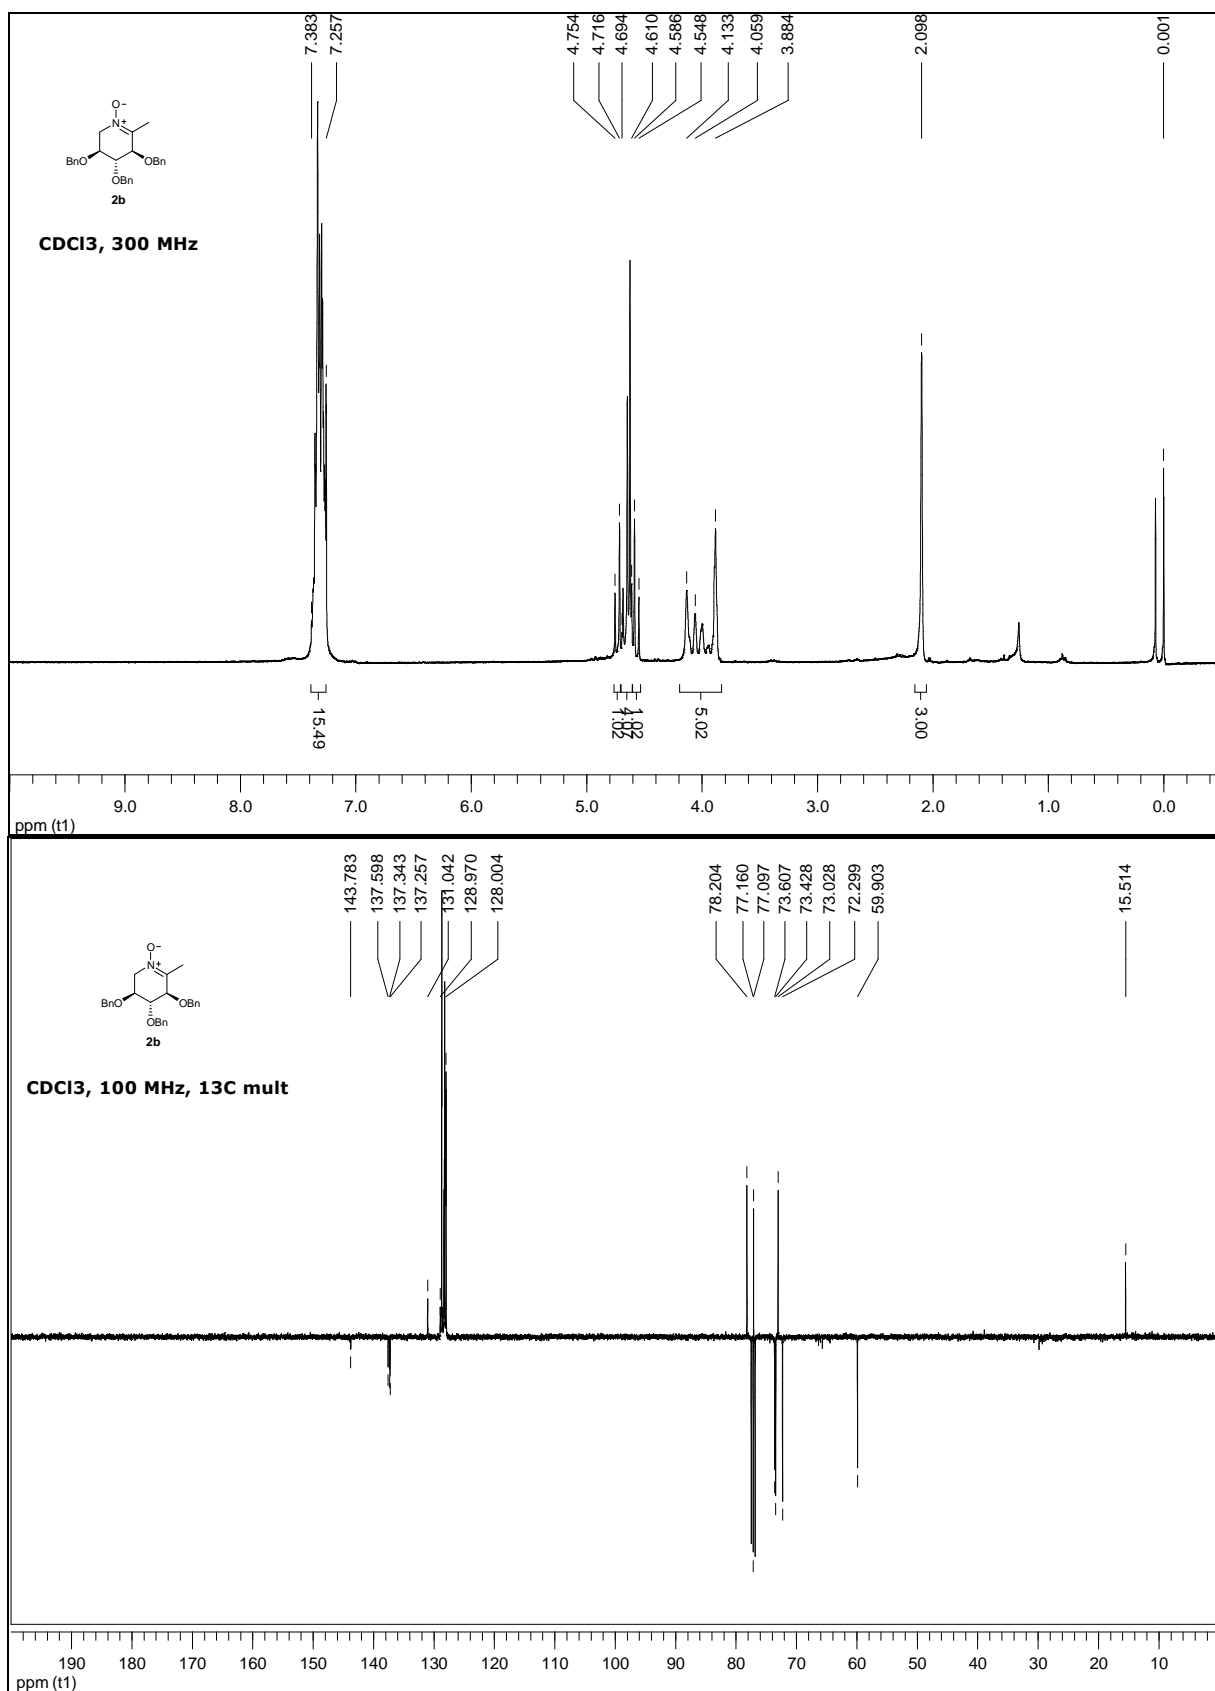 7.383
7.257
4.754
4.716
4.694
4.610
4.586
4.548
4.133
4.059
3.884
2.098
0.001
O−
N+
BnO
OBn
OBn
2b
CDCl3, 300 MHz
15.49
1.02
1.02
5.02
3.00
9.0 8.0 7.0 6.0 5.0 4.0 3.0 2.0 1.0 0.0
ppm (t1)
143.783
137.598
137.343
137.257
131.042
128.970
128.004
78.204
77.160
77.097
73.607
73.428
73.028
72.299
59.903
15.514
O−
N+
BnO
OBn
OBn
2b
CDCl3, 100 MHz, 13C mult
190 180 170 160 150 140 130 120 110 100 90 80 70 60 50 40 30 20 10
ppm (t1)